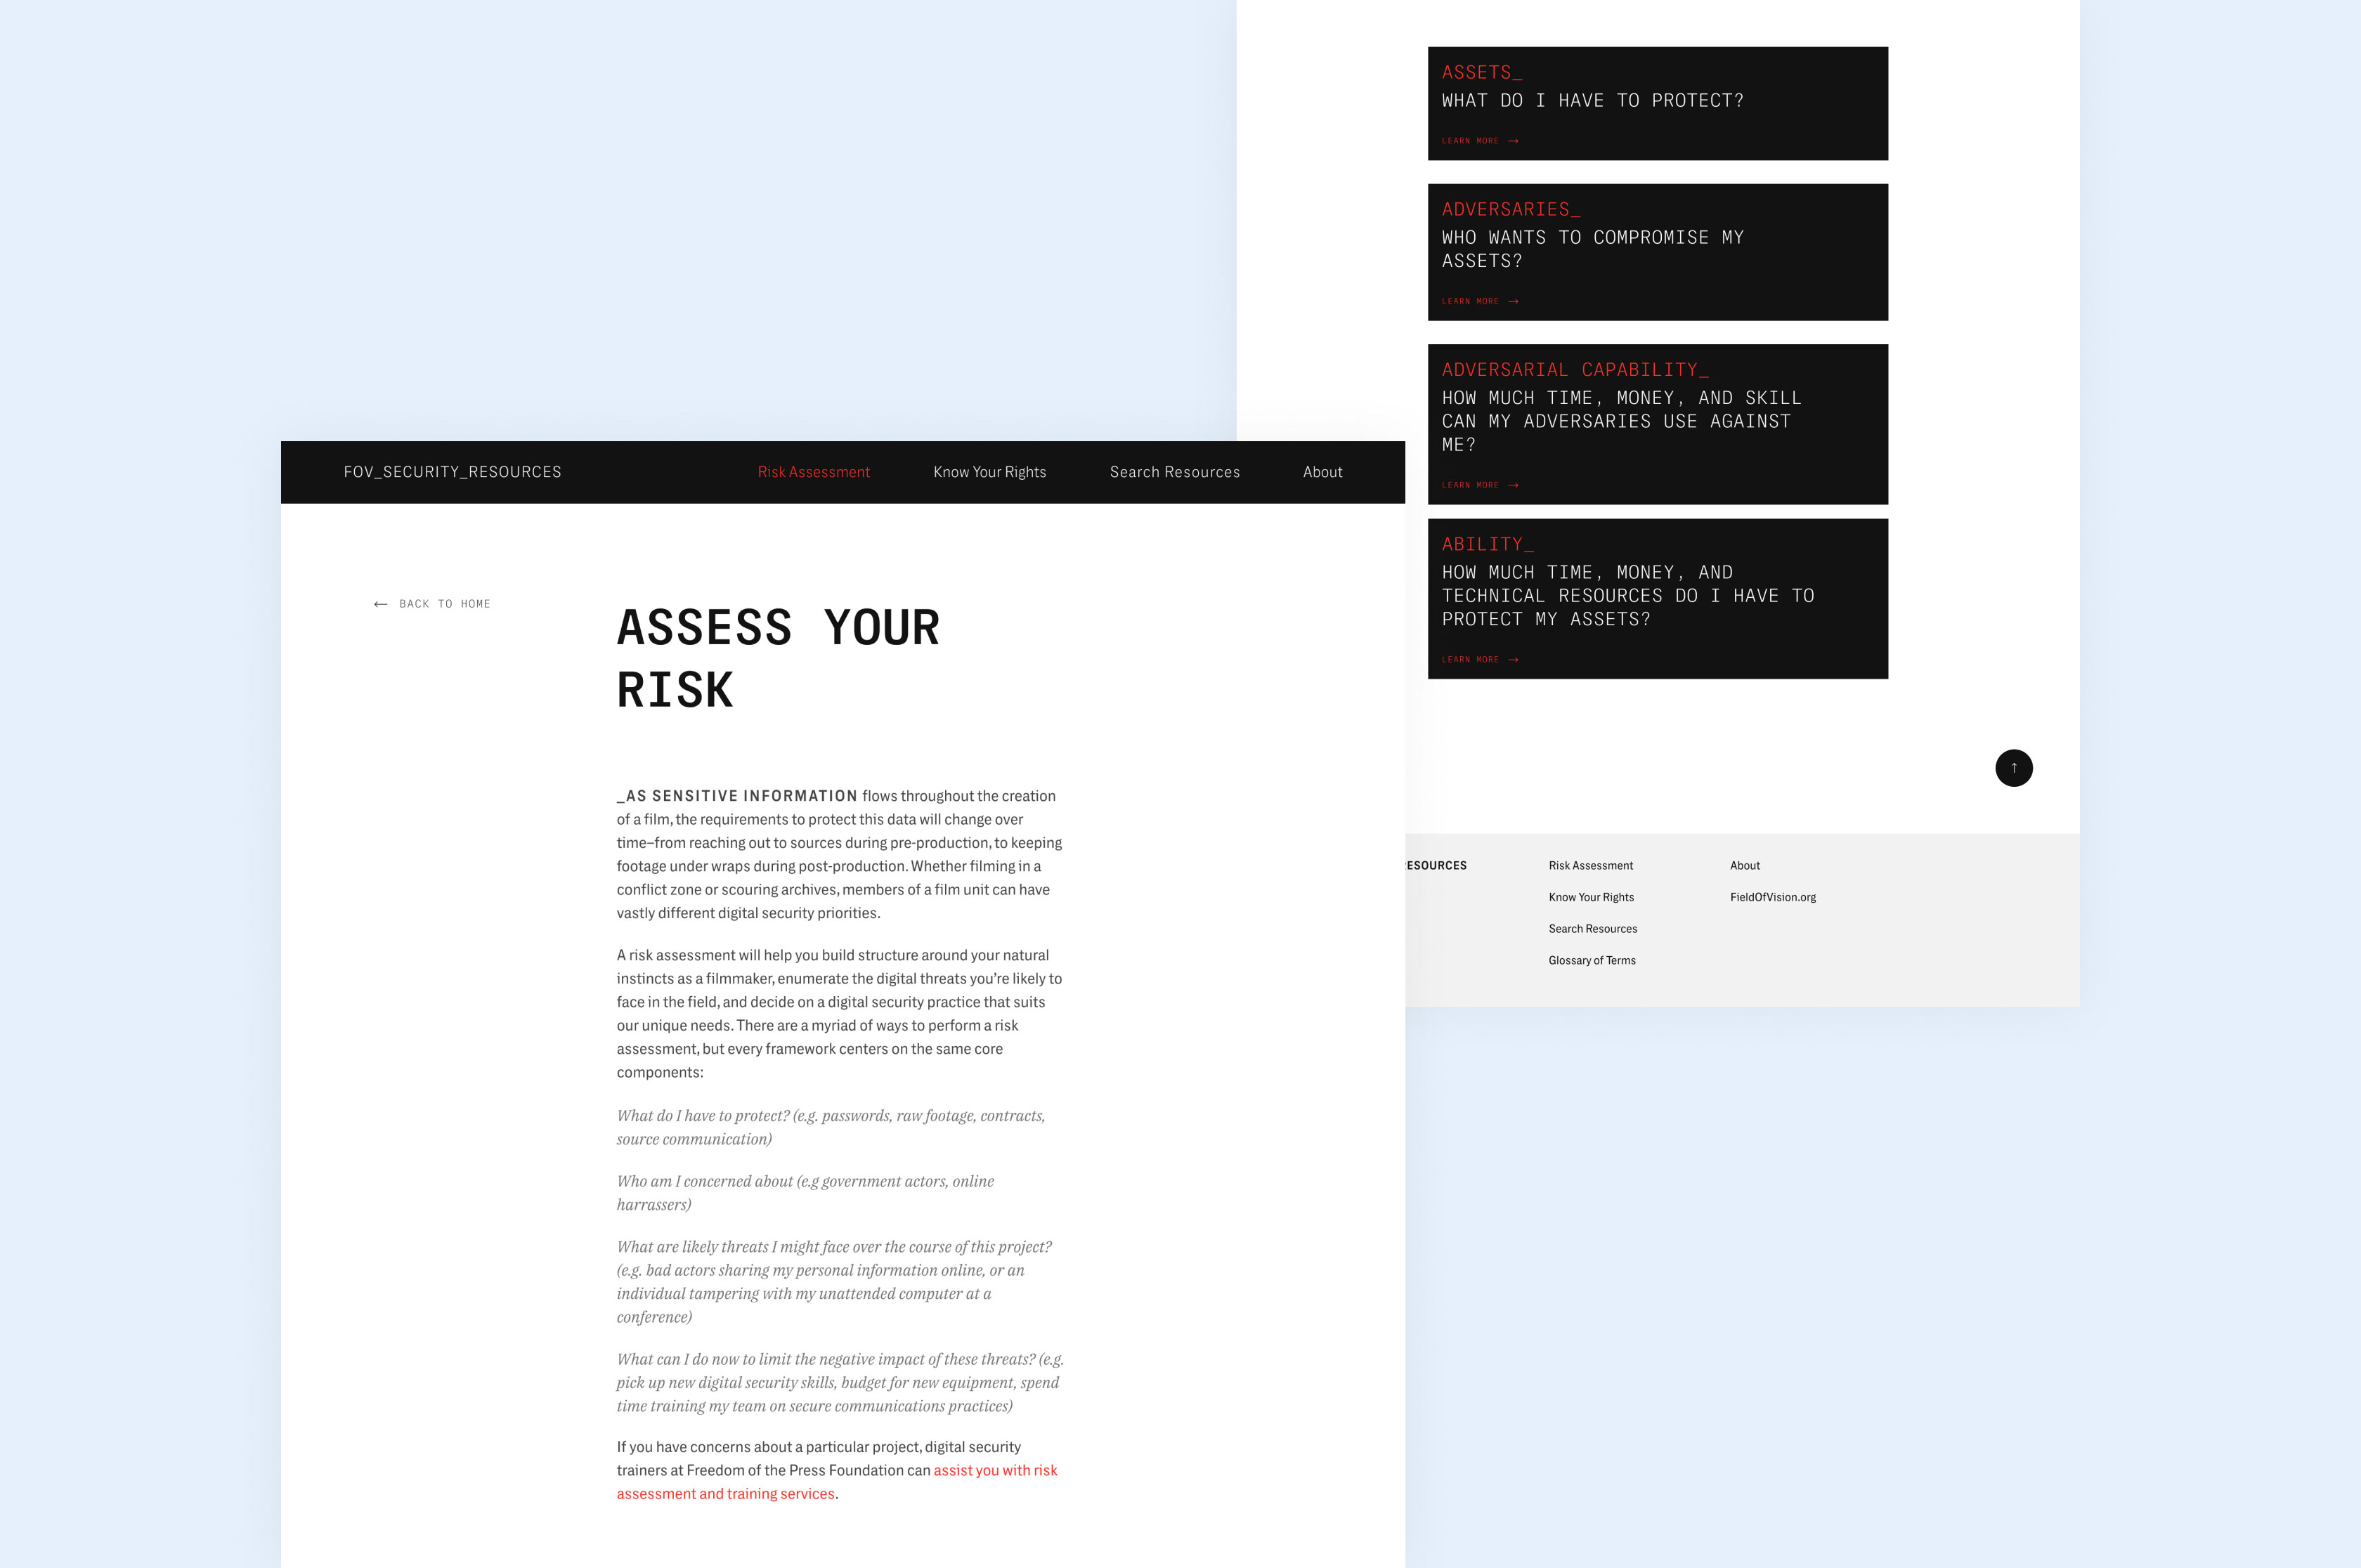 FOV_SECURITY_RESOURCES
Risk Assessment
Know Your Rights
Search Resources
About
← BACK TO HOME
ASSESS YOUR
RISK
_AS SENSITIVE INFORMATION flows throughout the creation
of a film, the requirements to protect this data will change over
time–from reaching out to sources during pre-production, to keeping
footage under wraps during post-production. Whether filming in a
conflict zone or scouring archives, members of a film unit can have
vastly different digital security priorities.
A risk assessment will help you build structure around your natural
instincts as a filmmaker, enumerate the digital threats you're likely to
face in the field, and decide on a digital security practice that suits
our unique needs. There are a myriad of ways to perform a risk
assessment, but every framework centers on the same core
components:
What do I have to protect? (e.g. passwords, raw footage, contracts,
source communication)
Who am I concerned about (e.g government actors, online
harrassers)
What are likely threats I might face over the course of this project?
(e.g. bad actors sharing my personal information online, or an
individual tampering with my unattended computer at a
conference)
What can I do now to limit the negative impact of these threats? (e.g.
pick up new digital security skills, budget for new equipment, spend
time training my team on secure communications practices)
If you have concerns about a particular project, digital security
trainers at Freedom of the Press Foundation can assist you with risk
assessment and training services.
ASSETS_
WHAT DO I HAVE TO PROTECT?
LEARN MORE →
ADVERSARIES_
WHO WANTS TO COMPROMISE MY
ASSETS?
LEARN MORE →
ADVERSARIAL CAPABILITY_
HOW MUCH TIME, MONEY, AND SKILL
CAN MY ADVERSARIES USE AGAINST
ME?
LEARN MORE →
ABILITY_
HOW MUCH TIME, MONEY, AND
TECHNICAL RESOURCES DO I HAVE TO
PROTECT MY ASSETS?
LEARN MORE →
↑
ESOURCES
Risk Assessment
Know Your Rights
Search Resources
Glossary of Terms
About
FieldOfVision.org